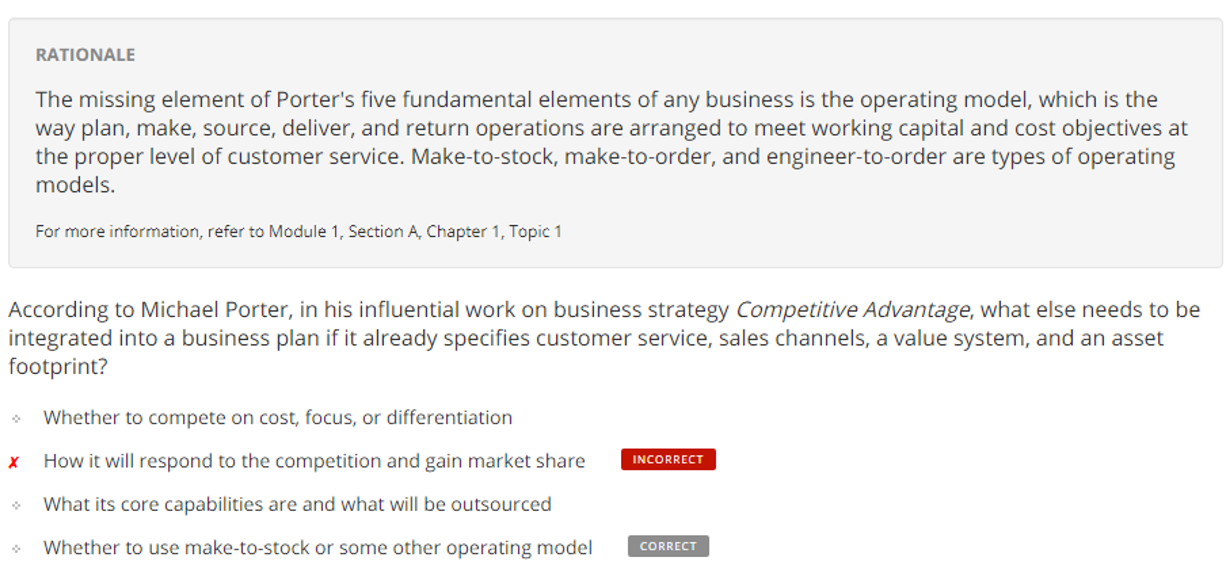 RATIONALE
The missing element of Porter's five fundamental elements of any business is the operating model, which is the
way plan, make, source, deliver, and return operations are arranged to meet working capital and cost objectives at
the proper level of customer service. Make-to-stock, make-to-order, and engineer-to-order are types of operating
models.
For more information, refer to Module 1, Section A, Chapter 1, Topic 1
According to Michael Porter, in his influential work on business strategy Competitive Advantage, what else needs to be
integrated into a business plan if it already specifies customer service, sales channels, a value system, and an asset
footprint?
Whether to compete on cost, focus, or differentiation
✗ How it will respond to the competition and gain market share INCORRECT
What its core capabilities are and what will be outsourced
Whether to use make-to-stock or some other operating model CORRECT